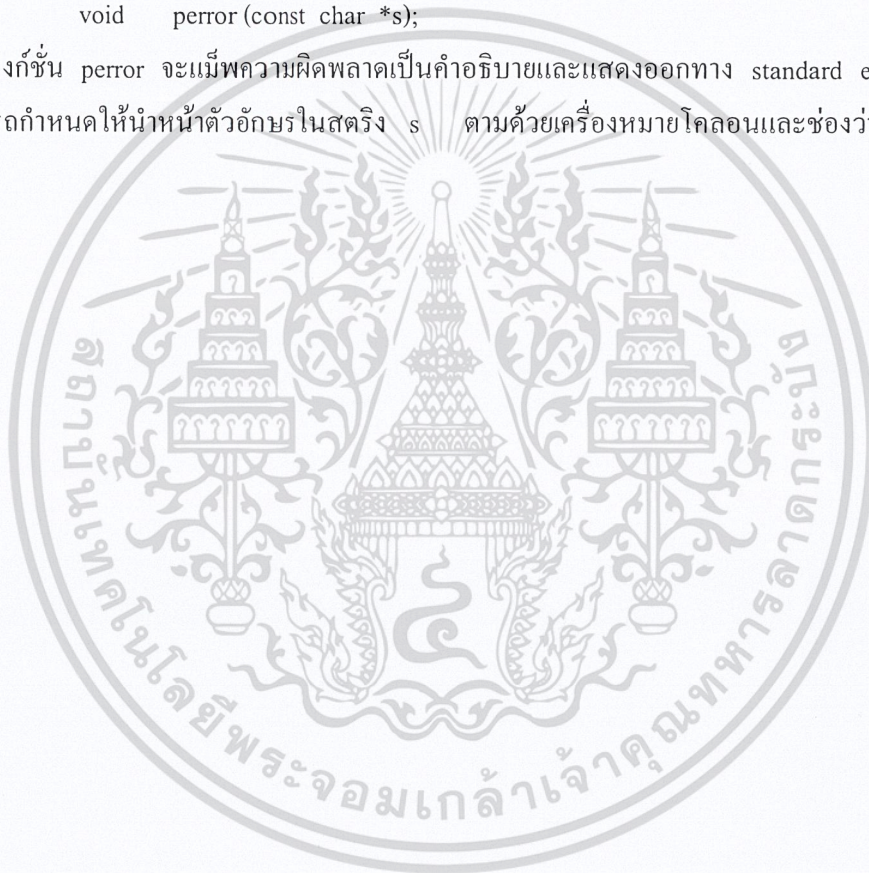 void perror (const char *s);
งก์ชั่น perror จะแม็พความผิดพลาดเป็นคำอธิบายและแสดงออกทาง standard e
ถกำหนดให้นำหน้าตัวอักษรในสตริง s ตามด้วยเครื่องหมายโคลอนและช่องว่
สถาบันเทคโนโลยีพระจอมเกล้าเจ้าคุณทหารลาดกระบัง